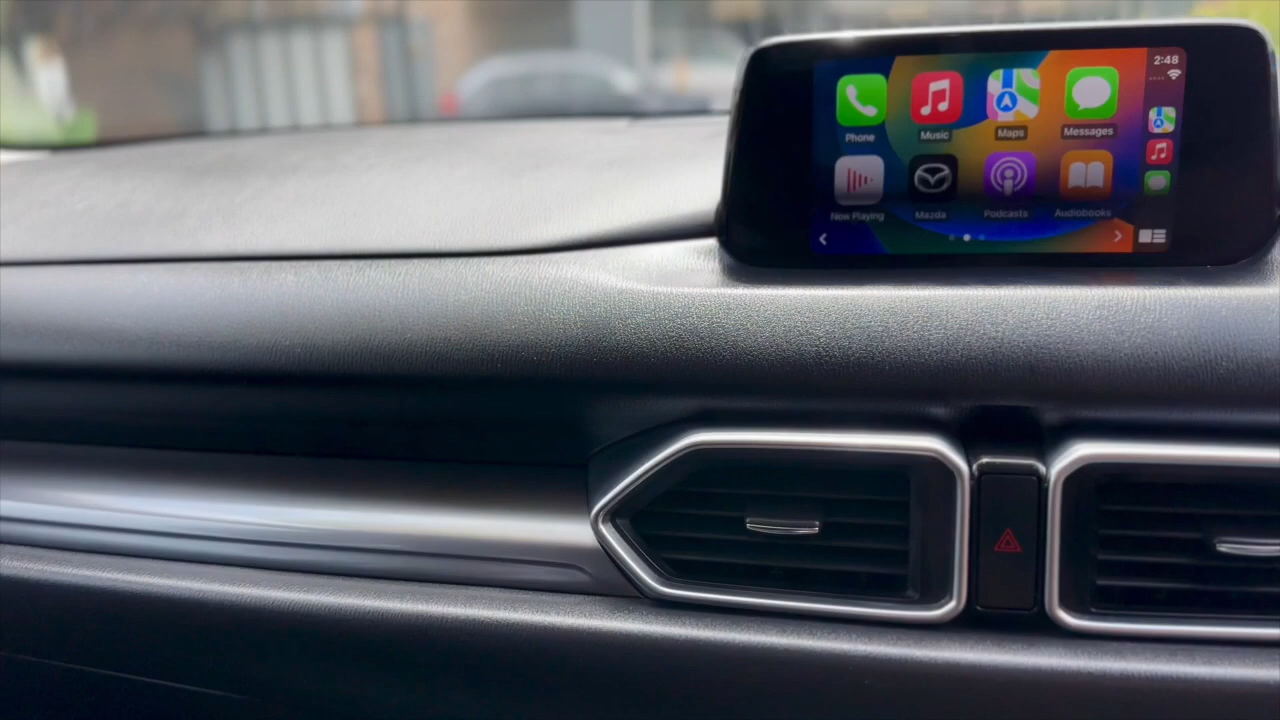 2:48
Phone
Music
Maps
Messages
Now Playing
Mazda
Podcasts
Audiobooks